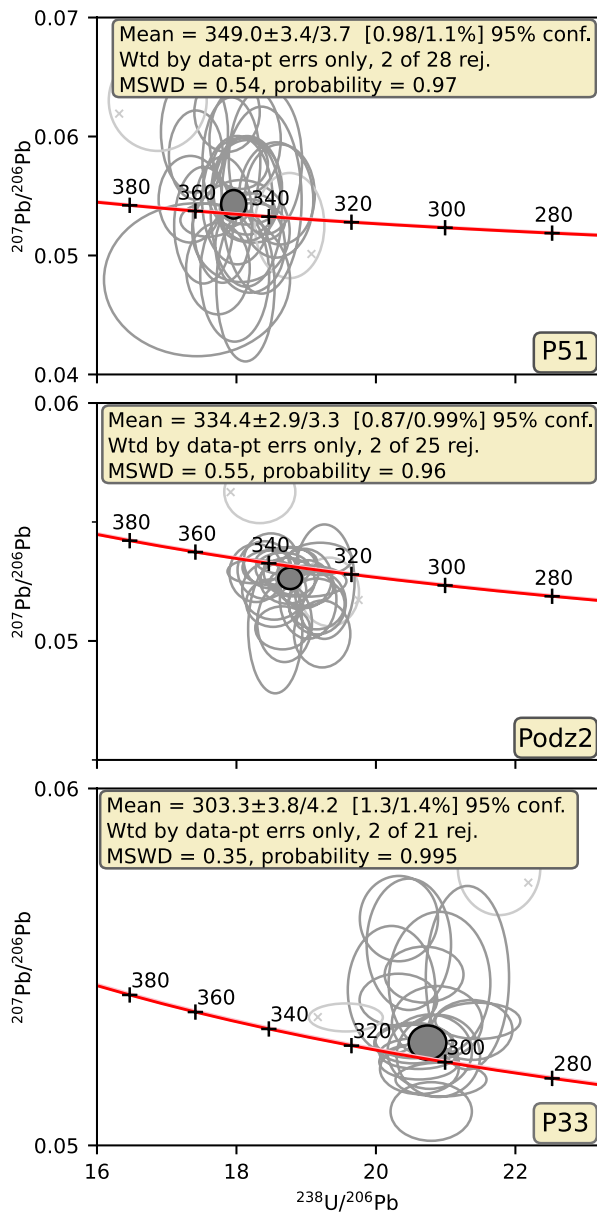 0.07
Mean = 349.0±3.4/3.7 [0.98/1.1%] 95% conf.
Wtd by data-pt errs only, 2 of 28 rej.
MSWD = 0.54, probability = 0.97
0.06
380 360 340 320 300 280
0.05
²⁰⁷Pb/²⁰⁶Pb
P51
0.04
16 18 20 22
0.06
Mean = 334.4±2.9/3.3 [0.87/0.99%] 95% conf.
Wtd by data-pt errs only, 2 of 25 rej.
MSWD = 0.55, probability = 0.96
380 360 340 320 300 280
²⁰⁷Pb/²⁰⁶Pb
0.05
Podz2
0.06
Mean = 303.3±3.8/4.2 [1.3/1.4%] 95% conf.
Wtd by data-pt errs only, 2 of 21 rej.
MSWD = 0.35, probability = 0.995
²⁰⁷Pb/²⁰⁶Pb
380 360 340 320 300 280
P33
0.05
16 18 20 22
²³⁸U/²⁰⁶Pb